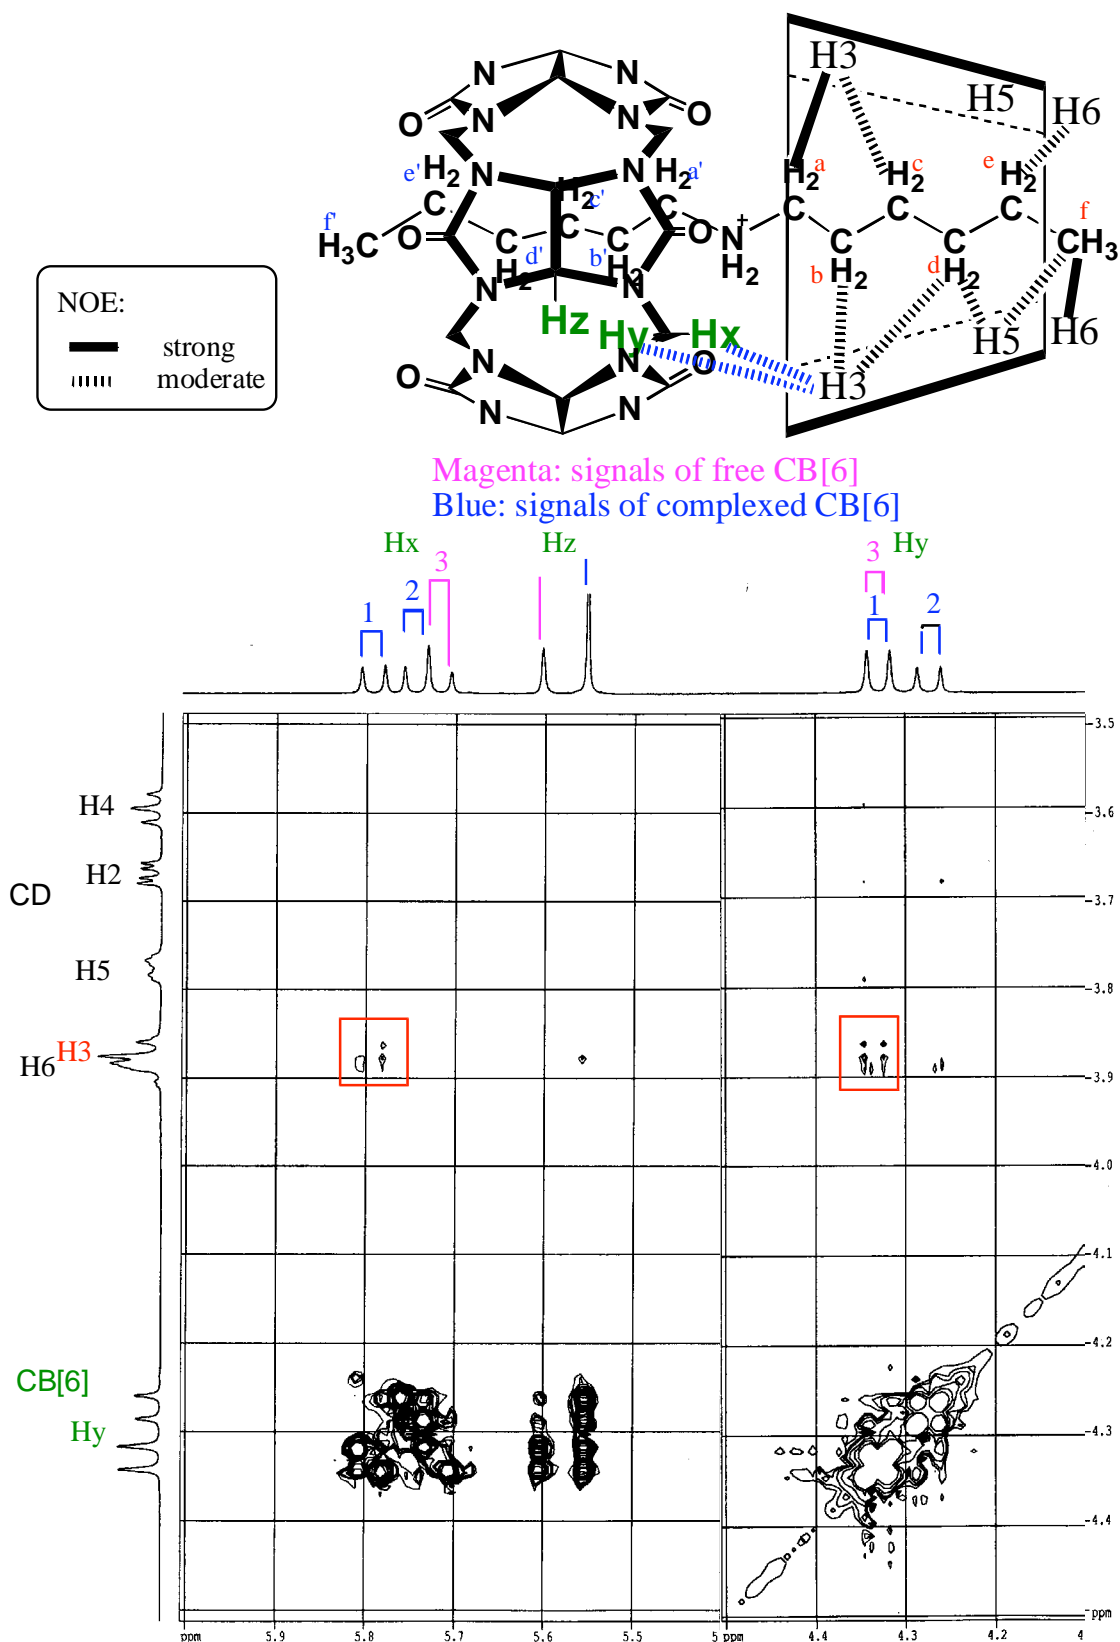 N N
H3
O N N O
H5 H6
H2 N N H2
e' a'
H2 a H2 c e H2
H2 c'
f' C C C + C C C f
H3C O C C C O N C C CH3
d' b' H2
H2 H2 b H2 d H2
N N
Hz
NOE:
strong
moderate
Hy Hx H5 H6
N N
O O H3
N N
Magenta: signals of free CB[6]
Blue: signals of complexed CB[6]
Hx Hz Hy
3 3
1 2 1 2
-3.5
H4 -3.6
H2
CD -3.7
H5 -3.8
H3
H6 -3.9
-4.0
-4.1
-4.2
CB[6]
Hy -4.3
-4.4
-ppm
ppm 5.9 5.8 5.7 5.6 5.5 5 ppm 4.4 4.3 4.2 4